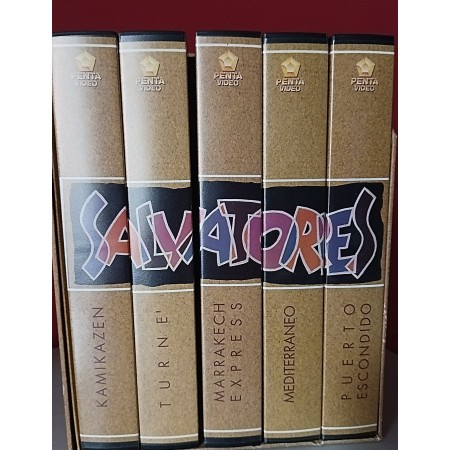 PENTA
VIDEO
PENTA
VIDEO
PENTA
VIDEO
PENTA
VIDEO
PENTA
VIDEO
SALVATORES
KAMIKAZEN
TURNE'
MARRAKECH
EXPRESS
MEDITERRANEO
PUERTO
ESCONDIDO